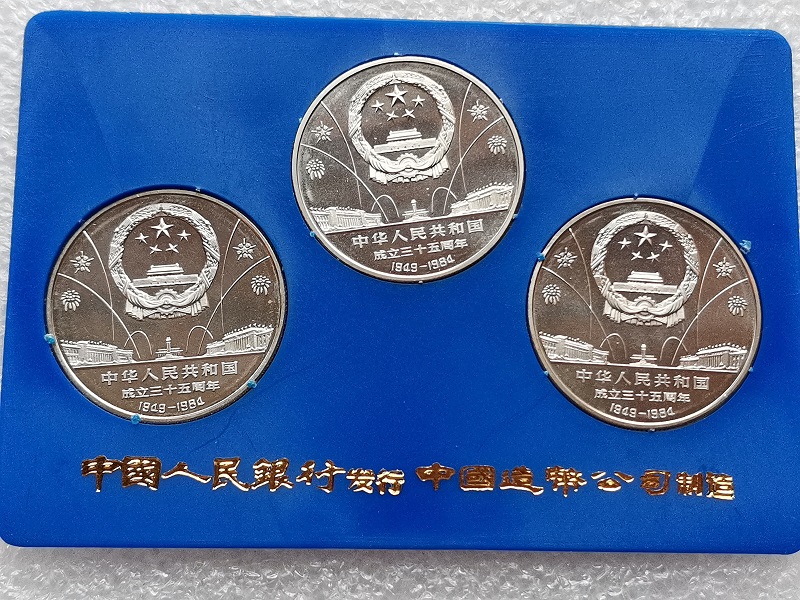 中华人民共和国
成立三十五周年
1949-1984
中华人民共和国
成立三十五周年
1949-1984
中华人民共和国
成立三十五周年
1949-1984
中國人民銀行发行 中國造幣公司制造